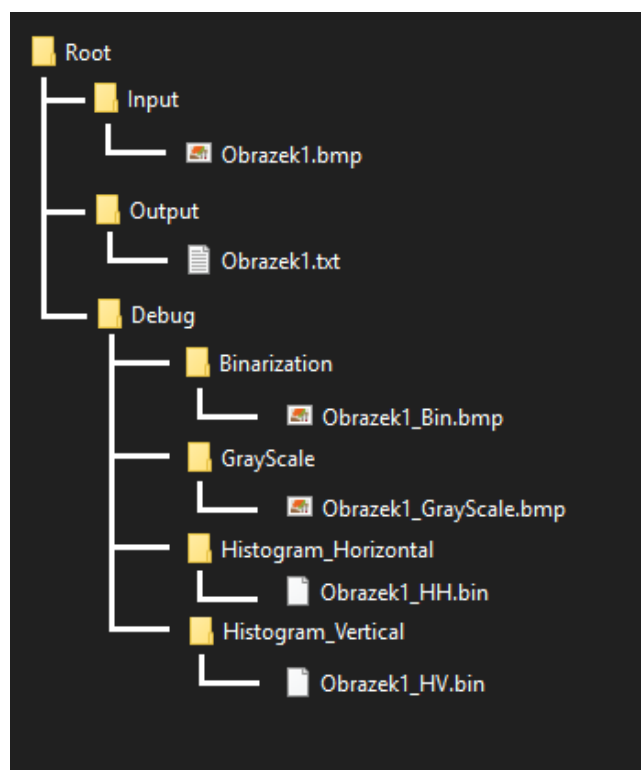 Root
Input
Obrazek1.bmp
Output
Obrazek1.txt
Debug
Binarization
Obrazek1_Bin.bmp
GrayScale
Obrazek1_GrayScale.bmp
Histogram_Horizontal
Obrazek1_HH.bin
Histogram_Vertical
Obrazek1_HV.bin